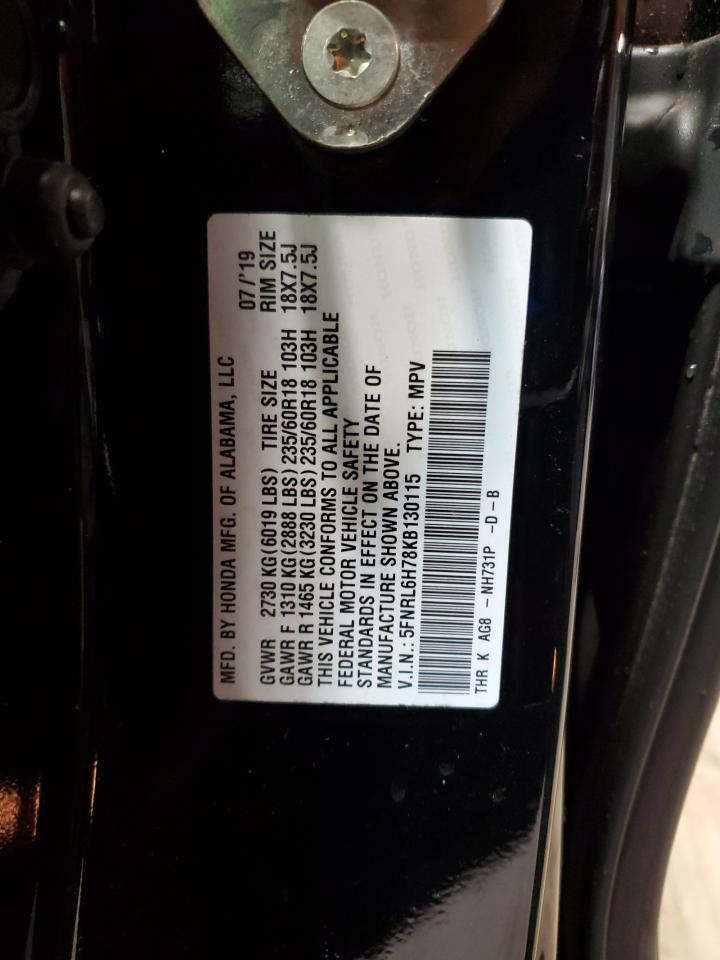 MFD. BY HONDA MFG. OF ALABAMA, LLC
07/'19
GVWR 2730 KG(6019 LBS) TIRE SIZE RIM SIZE
GAWR F 1310 KG(2888 LBS) 235/60R18 103H 18X7.5J
GAWR R 1465 KG(3230 LBS) 235/60R18 103H 18X7.5J
THIS VEHICLE CONFORMS TO ALL APPLICABLE
FEDERAL MOTOR VEHICLE SAFETY
STANDARDS IN EFFECT ON THE DATE OF
MANUFACTURE SHOWN ABOVE.
V.I.N.: 5FNRL6H78KB130115 TYPE: MPV
THR K AG8 - NH731P -D-B